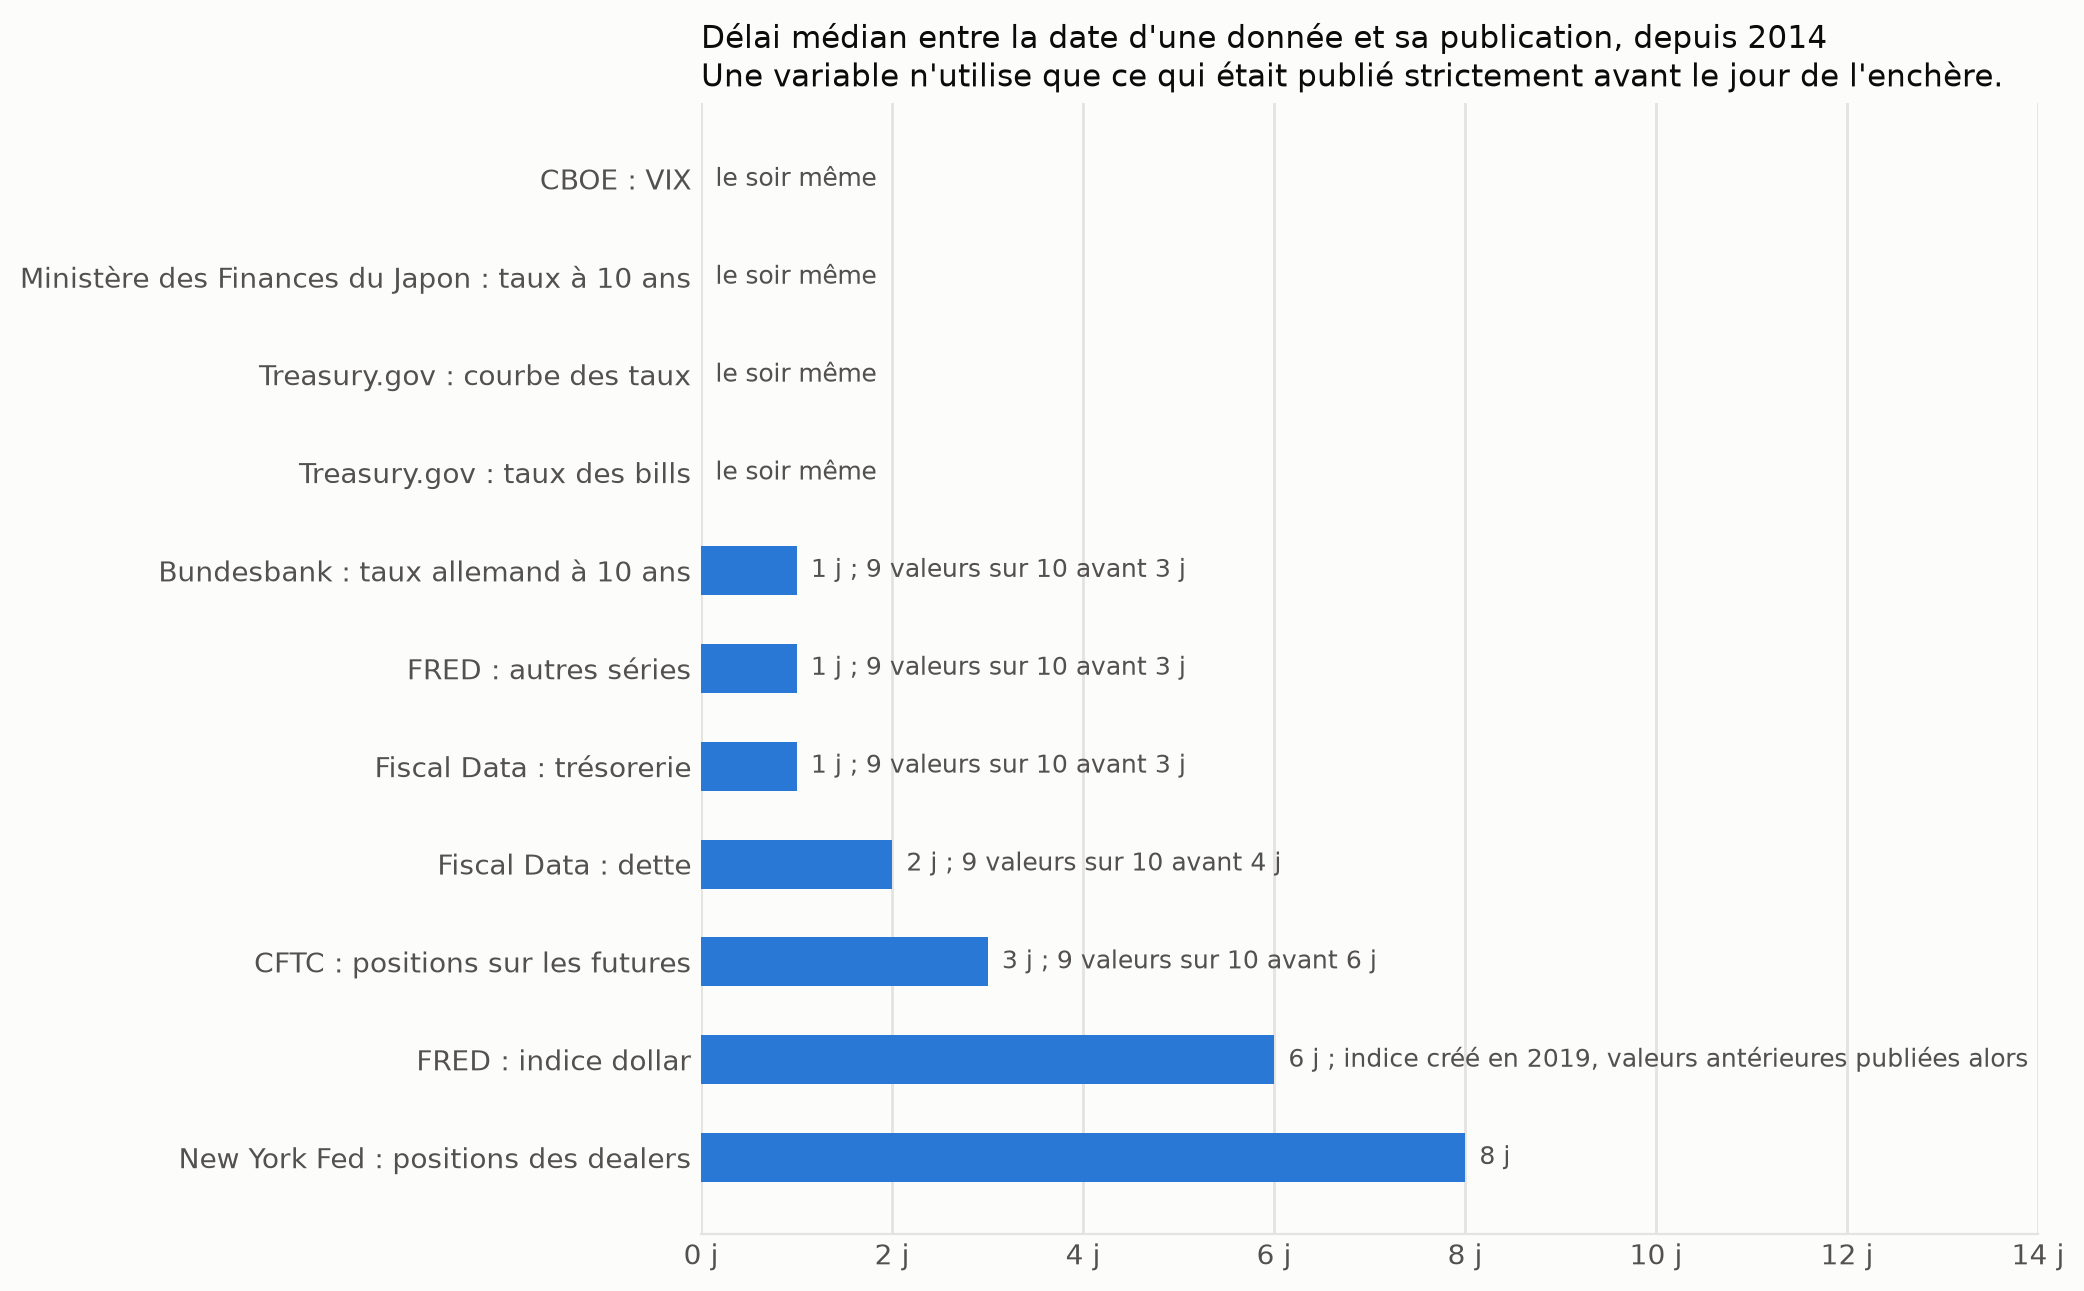 Délai médian entre la date d'une donnée et sa publication, depuis 2014
Une variable n'utilise que ce qui était publié strictement avant le jour de l'enchère.
CBOE : VIX le soir même
Ministère des Finances du Japon : taux à 10 ans le soir même
Treasury.gov : courbe des taux le soir même
Treasury.gov : taux des bills le soir même
Bundesbank : taux allemand à 10 ans 1 j ; 9 valeurs sur 10 avant 3 j
FRED : autres séries 1 j ; 9 valeurs sur 10 avant 3 j
Fiscal Data : trésorerie 1 j ; 9 valeurs sur 10 avant 3 j
Fiscal Data : dette 2 j ; 9 valeurs sur 10 avant 4 j
CFTC : positions sur les futures 3 j ; 9 valeurs sur 10 avant 6 j
FRED : indice dollar 6 j ; indice créé en 2019, valeurs antérieures publiées alors
New York Fed : positions des dealers 8 j
0 j 2 j 4 j 6 j 8 j 10 j 12 j 14 j